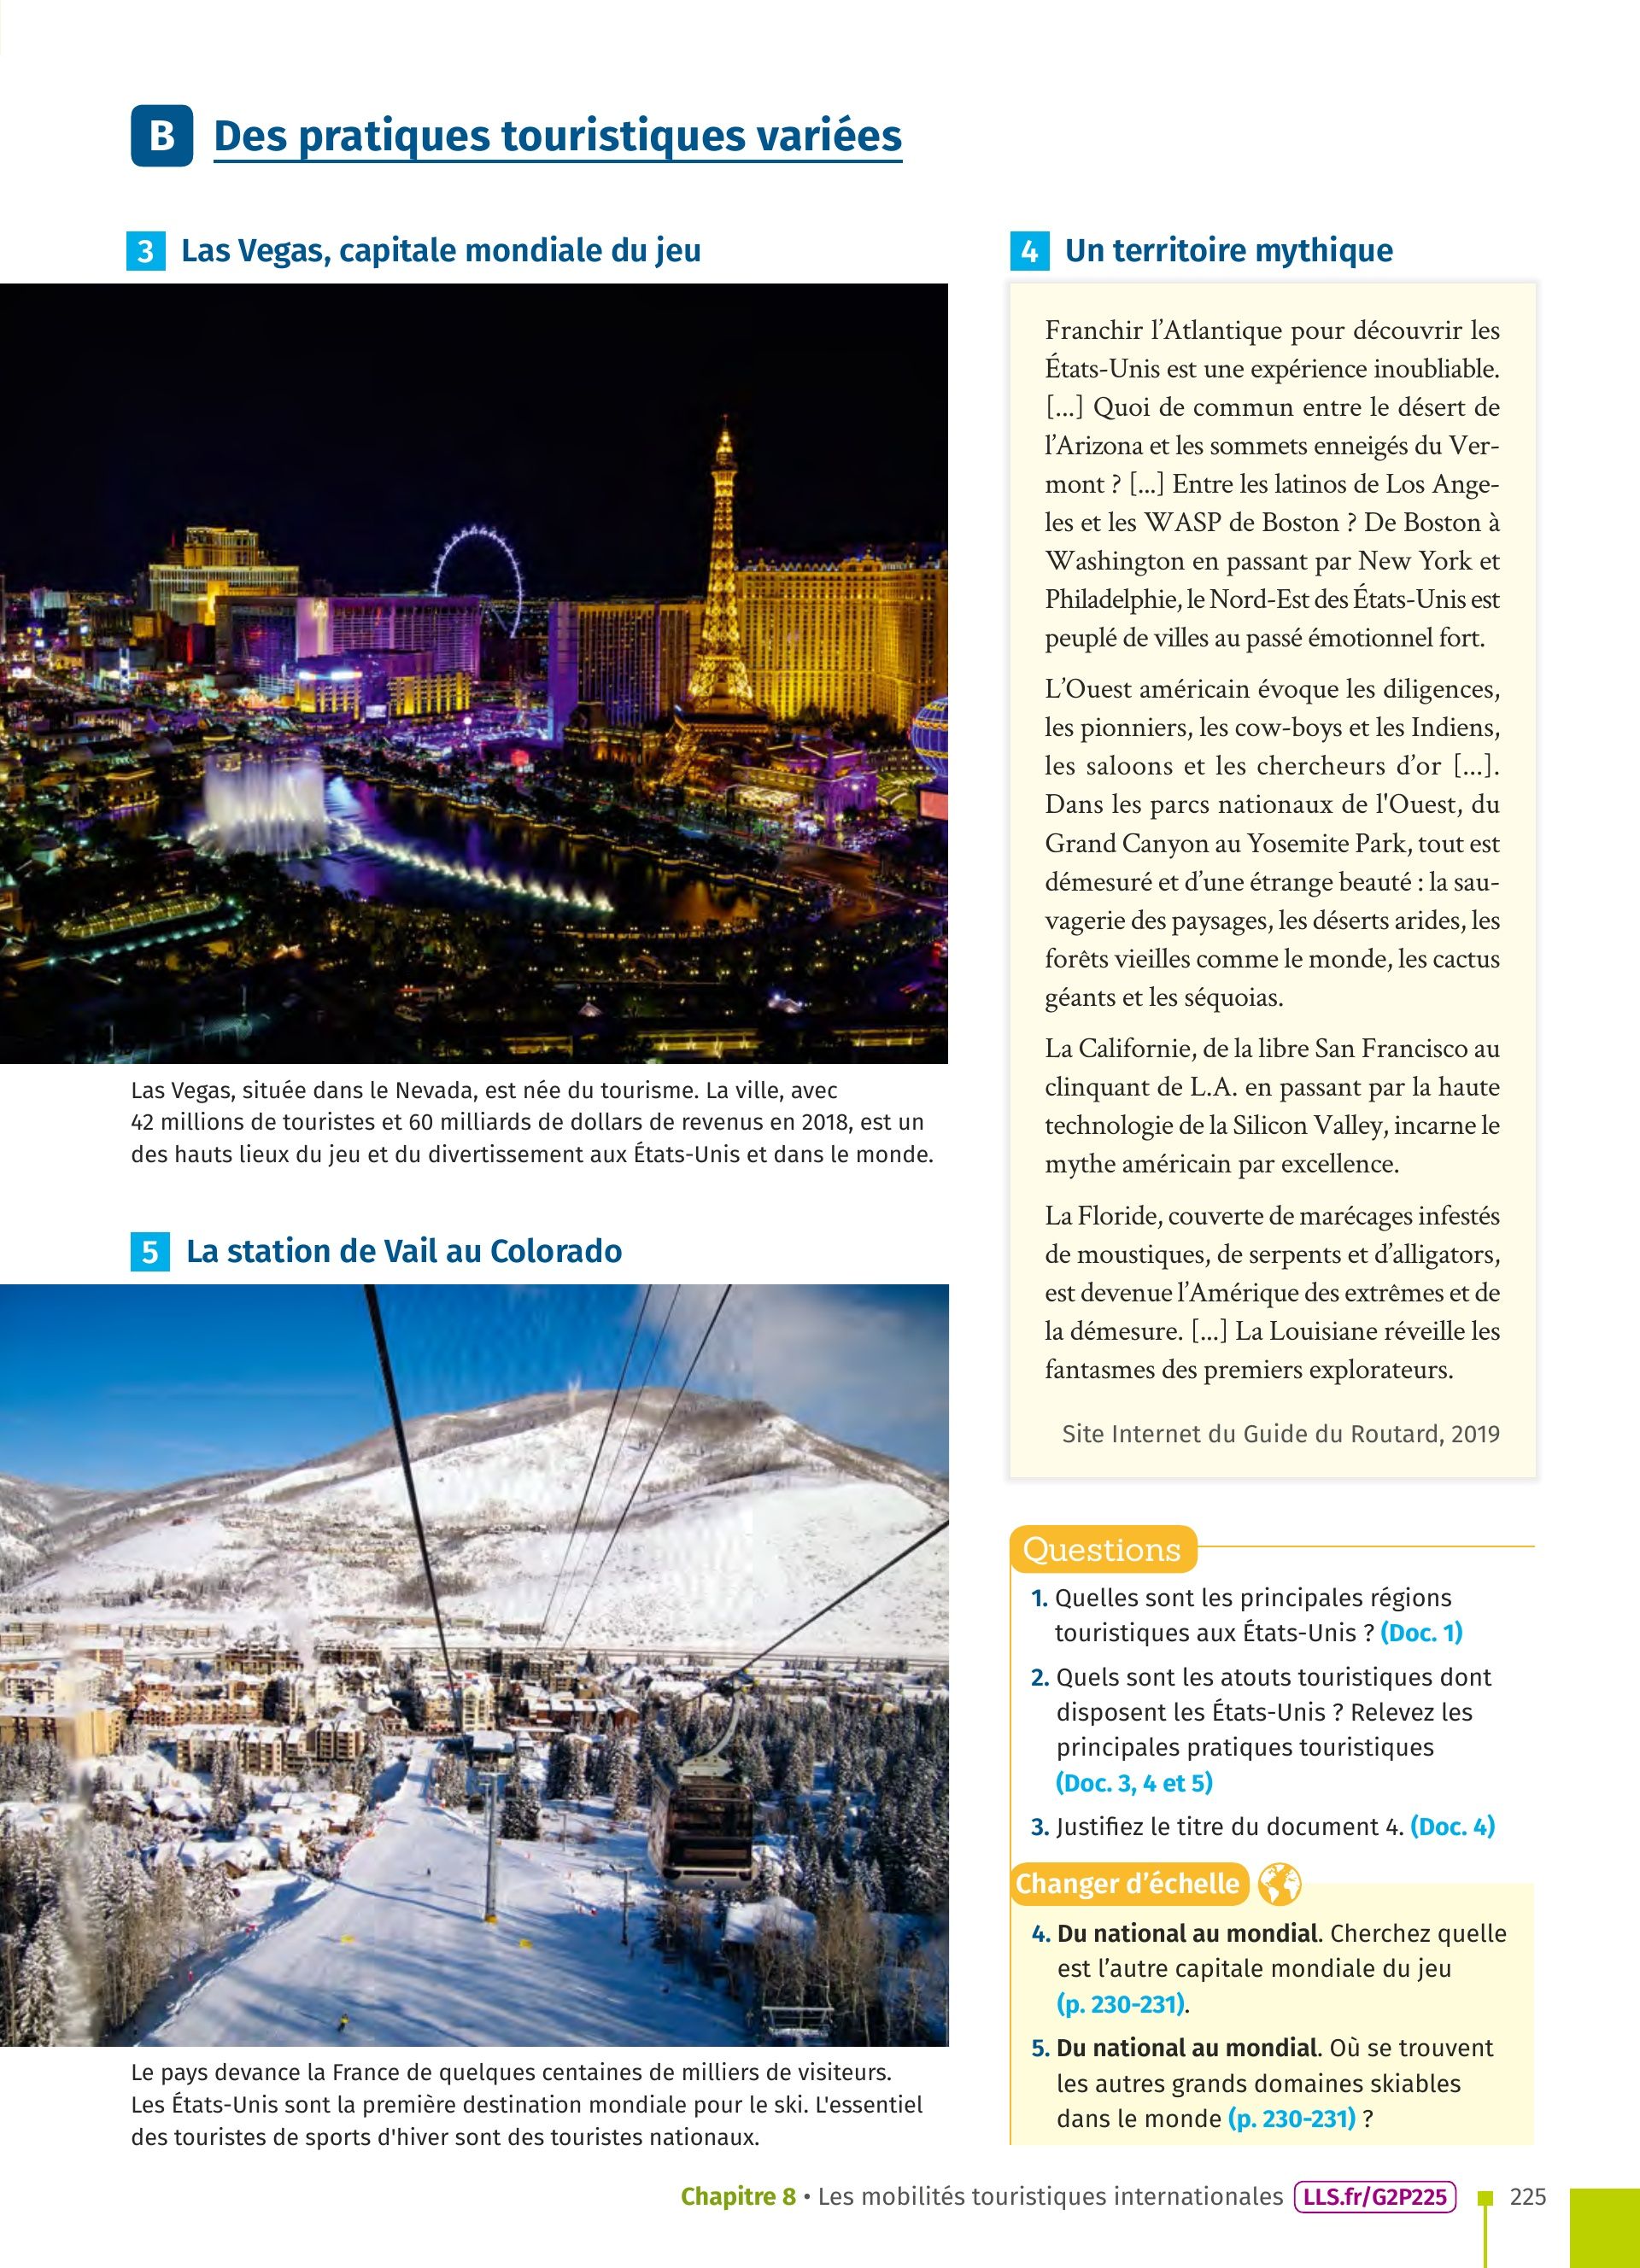 B Des pratiques touristiques variées
3 Las Vegas, capitale mondiale du jeu
Las Vegas, située dans le Nevada, est née du tourisme. La ville, avec
42 millions de touristes et 60 milliards de dollars de revenus en 2018, est un
des hauts lieux du jeu et du divertissement aux États-Unis et dans le monde.
5 La station de Vail au Colorado
Le pays devance la France de quelques centaines de milliers de visiteurs.
Les États-Unis sont la première destination mondiale pour le ski. L'essentiel
des touristes de sports d'hiver sont des touristes nationaux.
4 Un territoire mythique
Franchir l’Atlantique pour découvrir les
États-Unis est une expérience inoubliable.
[...] Quoi de commun entre le désert de
l’Arizona et les sommets enneigés du Ver-
mont ? [...] Entre les latinos de Los Ange-
les et les WASP de Boston ? De Boston à
Washington en passant par New York et
Philadelphie, le Nord-Est des États-Unis est
peuplé de villes au passé émotionnel fort.
L’Ouest américain évoque les diligences,
les pionniers, les cow-boys et les Indiens,
les saloons et les chercheurs d’or [...].
Dans les parcs nationaux de l'Ouest, du
Grand Canyon au Yosemite Park, tout est
démesuré et d’une étrange beauté : la sau-
vagerie des paysages, les déserts arides, les
forêts vieilles comme le monde, les cactus
géants et les séquoias.
La Californie, de la libre San Francisco au
clinquant de L.A. en passant par la haute
technologie de la Silicon Valley, incarne le
mythe américain par excellence.
La Floride, couverte de marécages infestés
de moustiques, de serpents et d’alligators,
est devenue l’Amérique des extrêmes et de
la démesure. [...] La Louisiane réveille les
fantasmes des premiers explorateurs.
Site Internet du Guide du Routard, 2019
Questions
1. Quelles sont les principales régions
touristiques aux États-Unis ? (Doc. 1)
2. Quels sont les atouts touristiques dont
disposent les États-Unis ? Relevez les
principales pratiques touristiques
(Doc. 3, 4 et 5)
3. Justifiez le titre du document 4. (Doc. 4)
Changer d’échelle
4. Du national au mondial. Cherchez quelle
est l’autre capitale mondiale du jeu
(p. 230-231).
5. Du national au mondial. Où se trouvent
les autres grands domaines skiables
dans le monde (p. 230-231) ?
Chapitre 8 • Les mobilités touristiques internationales LLS.fr/G2P225 225